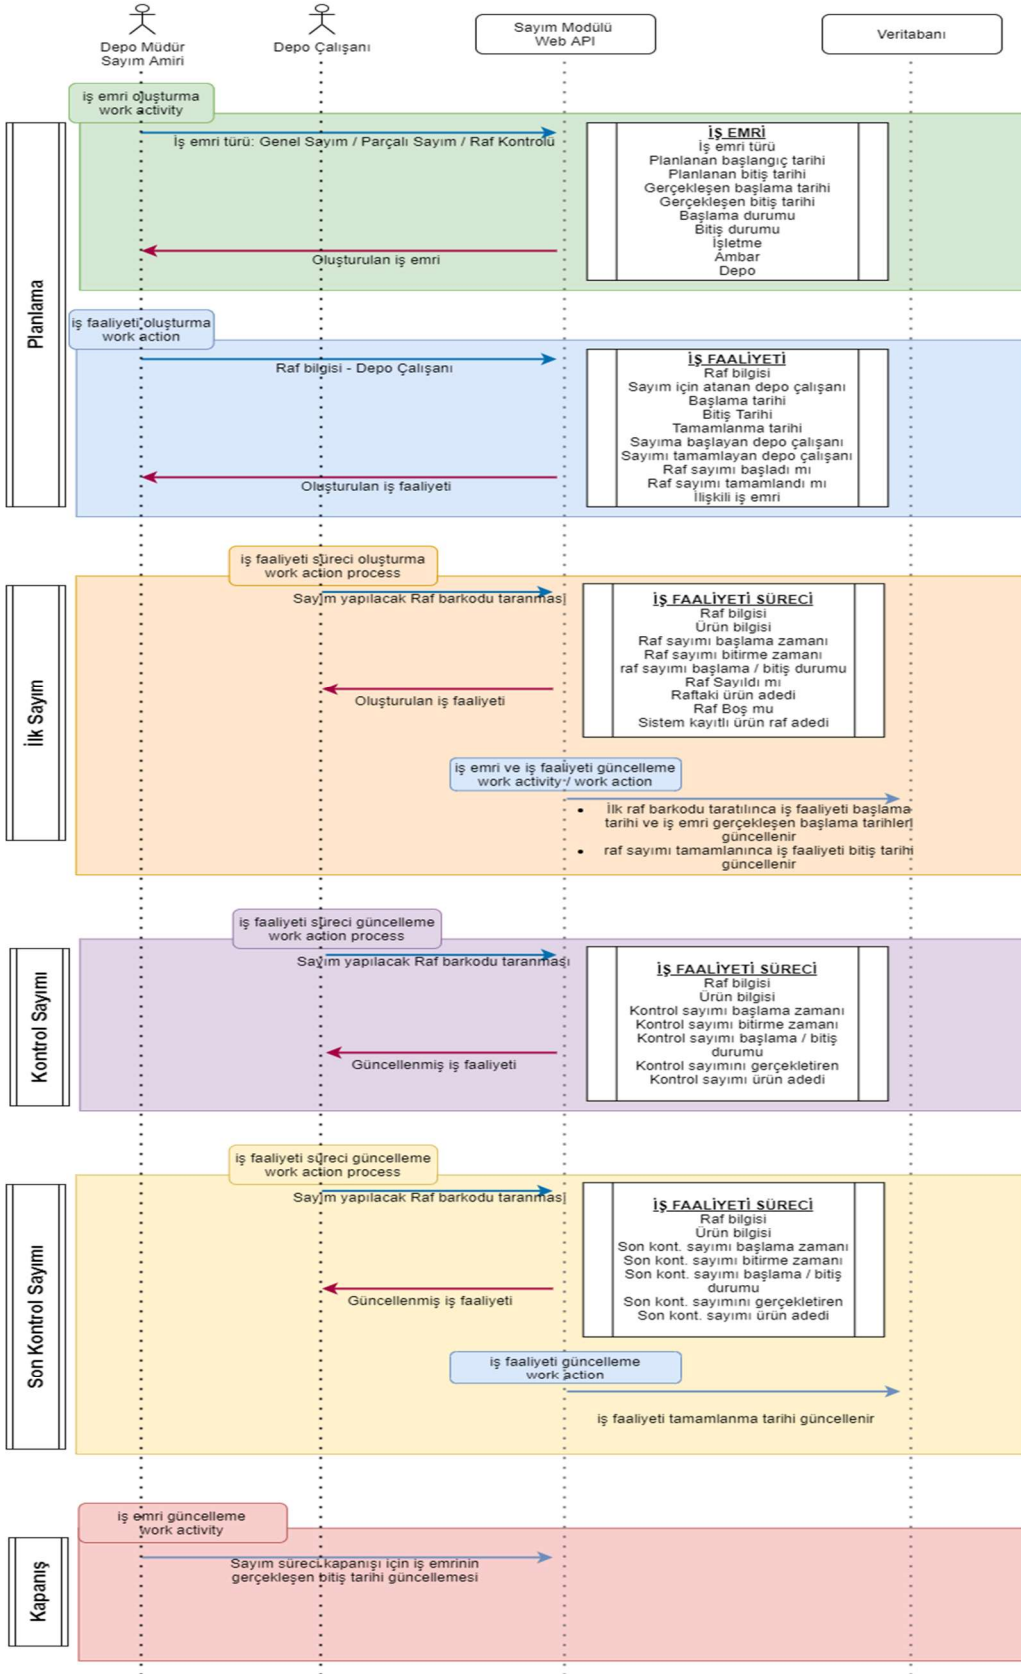 Depo Müdür
Sayım Amiri
Depo Çalışanı
Sayım Modülü
Web API
Veritabanı
Planlama
iş emri oluşturma
work activity
İş emri türü: Genel Sayım / Parçalı Sayım / Raf Kontrolü
Oluşturulan iş emri
İŞ EMRİ
İş emri türü
Planlanan başlangıç tarihi
Planlanan bitiş tarihi
Gerçekleşen başlama tarihi
Gerçekleşen bitiş tarihi
Başlama durumu
Bitiş durumu
İşletme
Ambar
Depo
iş faaliyeti oluşturma
work action
Raf bilgisi - Depo Çalışanı
Oluşturulan iş faaliyeti
İŞ FAALİYETİ
Raf bilgisi
Sayım için atanan depo çalışanı
Başlama tarihi
Bitiş Tarihi
Tamamlanma tarihi
Sayıma başlayan depo çalışanı
Sayımı tamamlayan depo çalışanı
Raf sayımı başladı mı
Raf sayımı tamamlandı mı
İlişkili iş emri
İlk Sayım
iş faaliyeti süreci oluşturma
work action process
Sayım yapılacak Raf barkodu taranması
Oluşturulan iş faaliyeti
İŞ FAALİYETİ SÜRECİ
Raf bilgisi
Ürün bilgisi
Raf sayımı başlama zamanı
Raf sayımı bitirme zamanı
raf sayımı başlama / bitiş durumu
Raf Sayıldı mı
Raftaki ürün adedi
Raf Boş mu
Sistem kayıtlı ürün raf adedi
iş emri ve iş faaliyeti güncelleme
work activity / work action
• İlk raf barkodu taratılınca iş faaliyeti başlama
tarihi ve iş emri gerçekleşen başlama tarihleri
güncellenir
• raf sayımı tamamlanınca iş faaliyeti bitiş tarihi
güncellenir
Kontrol Sayımı
iş faaliyeti süreci güncelleme
work action process
Sayım yapılacak Raf barkodu taranması
Güncellenmiş iş faaliyeti
İŞ FAALİYETİ SÜRECİ
Raf bilgisi
Ürün bilgisi
Kontrol sayımı başlama zamanı
Kontrol sayımı bitirme zamanı
Kontrol sayımı başlama / bitiş
durumu
Kontrol sayımını gerçekletiren
Kontrol sayımı ürün adedi
Son Kontrol Sayımı
iş faaliyeti süreci güncelleme
work action process
Sayım yapılacak Raf barkodu taranması
Güncellenmiş iş faaliyeti
İŞ FAALİYETİ SÜRECİ
Raf bilgisi
Ürün bilgisi
Son kont. sayımı başlama zamanı
Son kont. sayımı bitirme zamanı
Son kont. sayımı başlama / bitiş
durumu
Son kont. sayımını gerçekletiren
Son kont. sayımı ürün adedi
iş faaliyeti güncelleme
work action
iş faaliyeti tamamlanma tarihi güncellenir
Kapanış
iş emri güncelleme
work activity
Sayım süreci kapanışı için iş emrinin
gerçekleşen bitiş tarihi güncellemesi